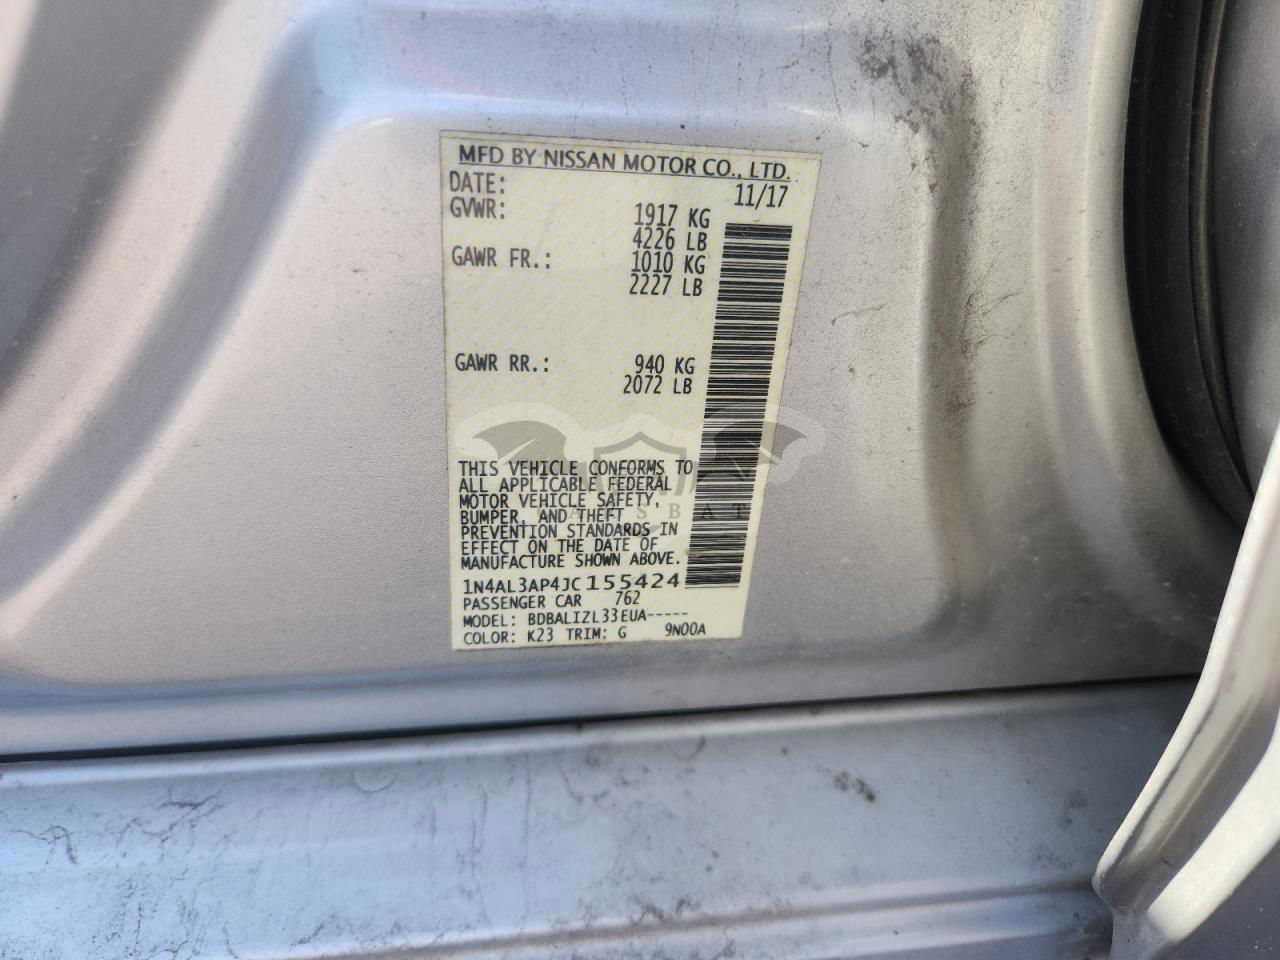 MFD BY NISSAN MOTOR CO., LTD.
DATE: 11/17
GVWR: 1917 KG
4226 LB
GAWR FR.: 1010 KG
2227 LB
GAWR RR.: 940 KG
2072 LB
THIS VEHICLE CONFORMS TO
ALL APPLICABLE FEDERAL
MOTOR VEHICLE SAFETY,
BUMPER, AND THEFT
PREVENTION STANDARDS IN
EFFECT ON THE DATE OF
MANUFACTURE SHOWN ABOVE.
1N4AL3AP4JC155424
PASSENGER CAR 762
MODEL: BDBALIZL33EUA-----
COLOR: K23 TRIM: G 9N00A